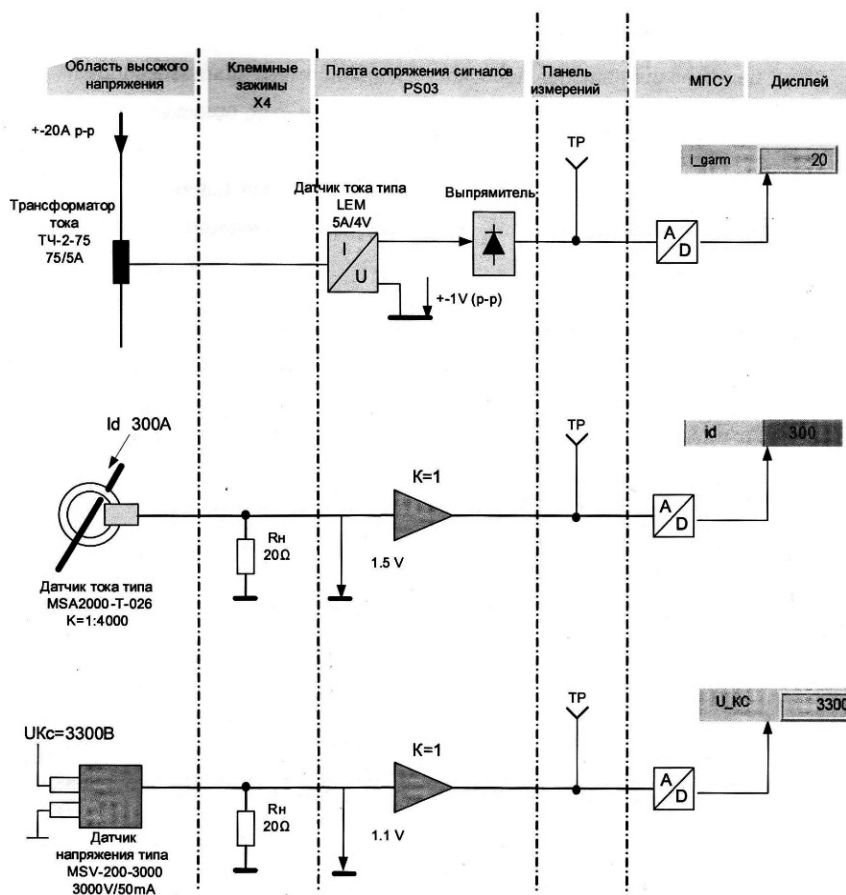 Область высокого
напряжения
Клеммные
зажимы
X4
Плата сопряжения сигналов
PS03
Панель
измерений
МПСУ
Дисплей
+-20A p-p
Трансформатор
тока
ТЧ-2-75
75/5А
Датчик тока типа
LEM
5A/4V
I
U
Выпрямитель
+-1V (p-p)
TP
A
D
I_garm
20
Id 300A
Датчик тока типа
MSA2000-T-026
K=1:4000
Rн
20Ω
1.5 V
K=1
TP
A
D
id
300
UКс=3300В
Датчик
напряжения типа
MSV-200-3000
3000V/50mA
Rн
20Ω
1.1 V
K=1
TP
A
D
U_КС
3300